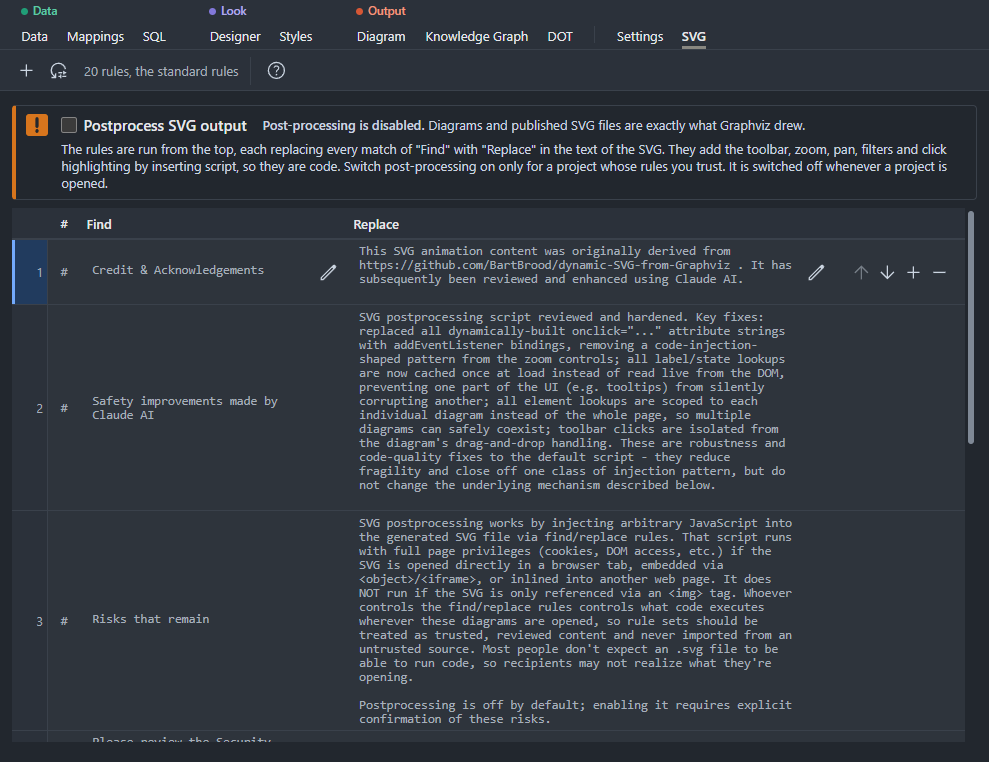 Data Look Output
Data Mappings SQL Designer Styles Diagram Knowledge Graph DOT Settings SVG
20 rules, the standard rules
Postprocess SVG output Post-processing is disabled. Diagrams and published SVG files are exactly what Graphviz drew.
The rules are run from the top, each replacing every match of "Find" with "Replace" in the text of the SVG. They add the toolbar, zoom, pan, filters and click
highlighting by inserting script, so they are code. Switch post-processing on only for a project whose rules you trust. It is switched off whenever a project is
opened.
# Find Replace
1 # Credit & Acknowledgements
This SVG animation content was originally derived from
https://github.com/BartBrood/dynamic-SVG-from-Graphviz . It has
subsequently been reviewed and enhanced using Claude AI.
2 # Safety improvements made by
Claude AI
SVG postprocessing script reviewed and hardened. Key fixes:
replaced all dynamically-built onclick="..." attribute strings
with addEventListener bindings, removing a code-injection-
shaped pattern from the zoom controls; all label/state lookups
are now cached once at load instead of read live from the DOM,
preventing one part of the UI (e.g. tooltips) from silently
corrupting another; all element lookups are scoped to each
individual diagram instead of the whole page, so multiple
diagrams can safely coexist; toolbar clicks are isolated from
the diagram's drag-and-drop handling. These are robustness and
code-quality fixes to the default script - they reduce
fragility and close off one class of injection pattern, but do
not change the underlying mechanism described below.
3 # Risks that remain
SVG postprocessing works by injecting arbitrary JavaScript into
the generated SVG file via find/replace rules. That script runs
with full page privileges (cookies, DOM access, etc.) if the
SVG is opened directly in a browser tab, embedded via
<object>/<iframe>, or inlined into another web page. It does
NOT run if the SVG is only referenced via an <img> tag. Whoever
controls the find/replace rules controls what code executes
wherever these diagrams are opened, so rule sets should be
treated as trusted, reviewed content and never imported from an
untrusted source. Most people don't expect an .svg file to be
able to run code, so recipients may not realize what they're
opening.
Postprocessing is off by default; enabling it requires explicit
confirmation of these risks.
Please review the Security